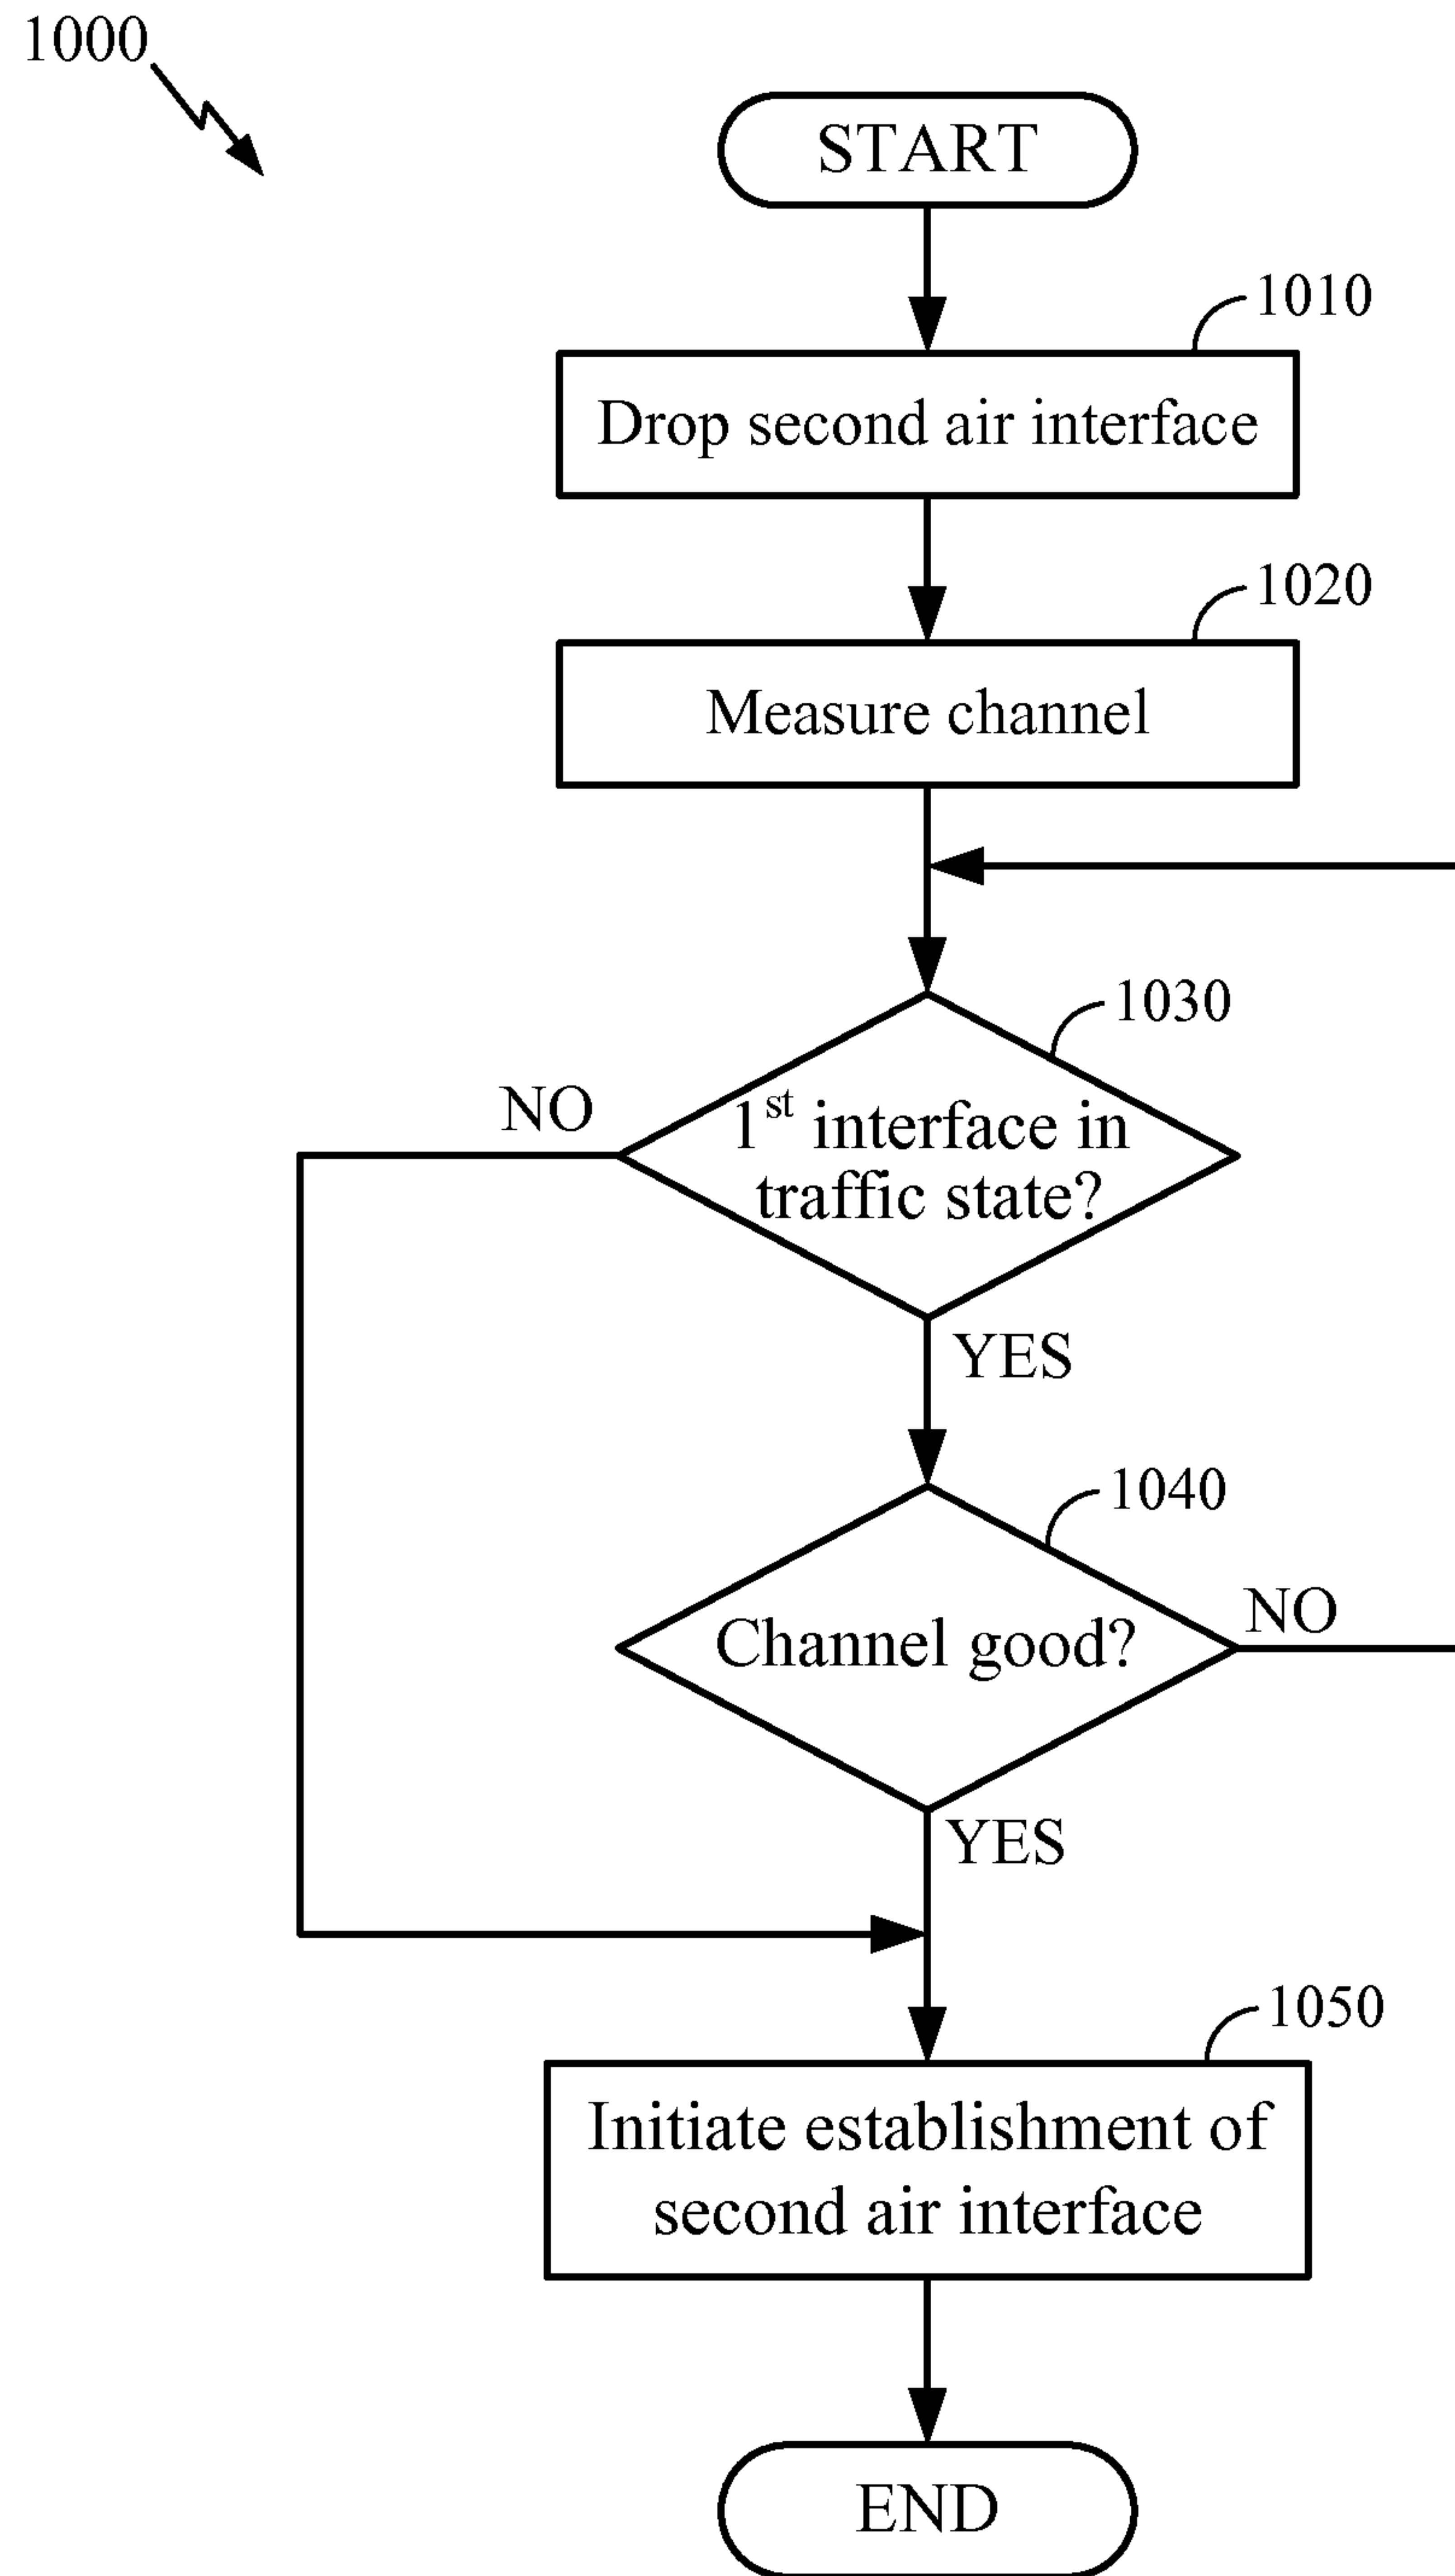 1000
START
1010
Drop second air interface
1020
Measure channel
1030
NO
1st interface in
traffic state?
YES
1040
Channel good?
NO
YES
1050
Initiate establishment of
second air interface
END